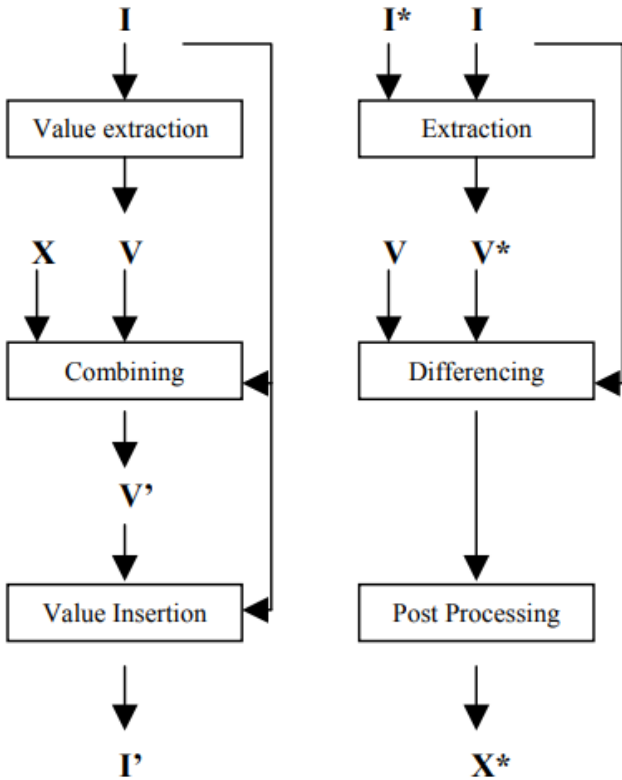 I
Value extraction
X V
Combining
V’
Value Insertion
I’
I* I
Extraction
V V*
Differencing
Post Processing
X*